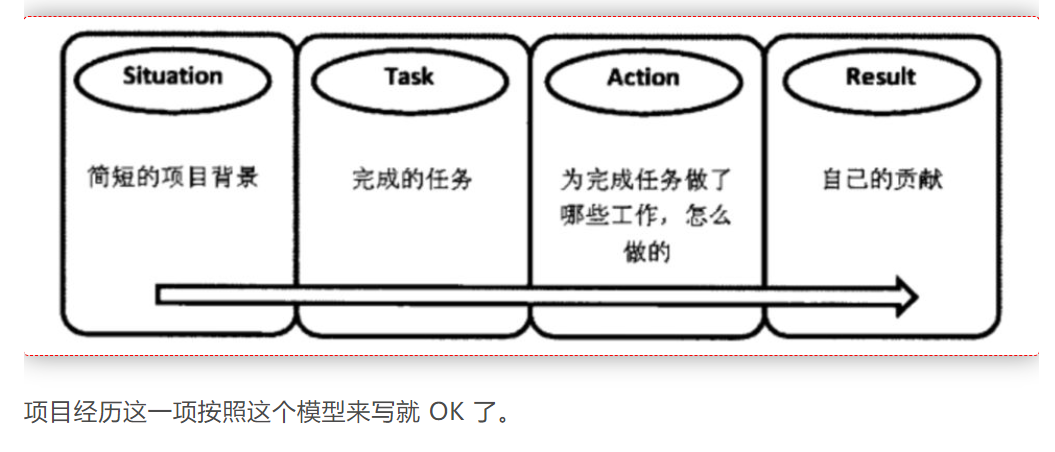 Situation
Task
Action
Result
简短的项目背景
完成的任务
为完成任务做了
哪些工作，怎么
做的
自己的贡献
项目经历这一项按照这个模型来写就 OK 了。